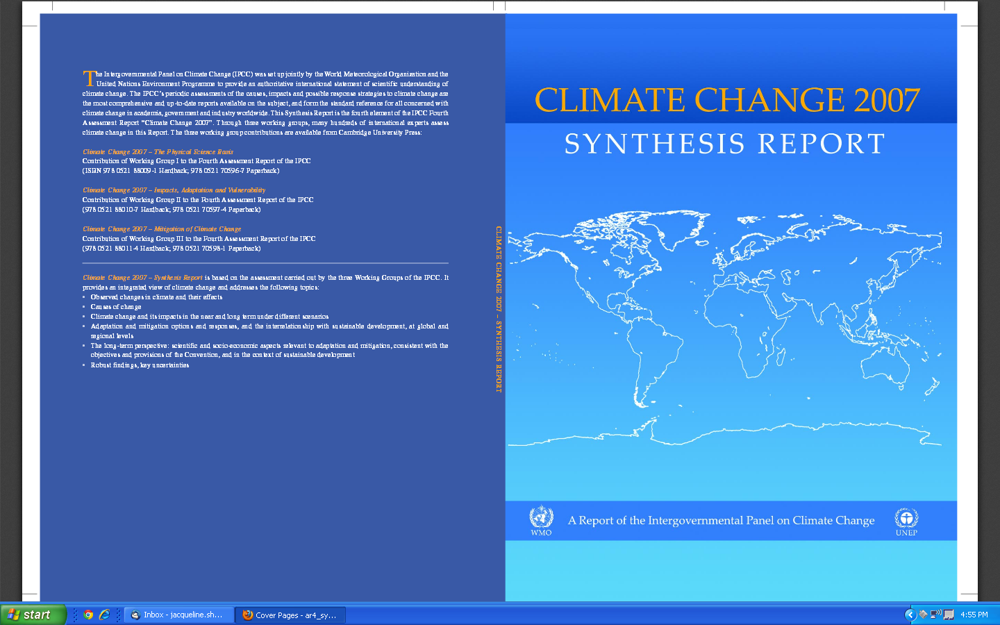 The Intergovernmental Panel on Climate Change (IPCC) was set up jointly by the World Meteorological Organization and the
United Nations Environment Programme to provide an authoritative international statement of scientific understanding of
climate change. The IPCC's periodic assessments of the causes, impacts and possible response strategies to climate change are
the most comprehensive and up-to-date reports available on the subject, and form the standard reference for all concerned with
climate change in academia, government and industry worldwide. This Synthesis Report is the fourth element of the IPCC Fourth
Assessment Report "Climate Change 2007". Through three working groups, many hundreds of international experts assess
climate change in this Report. The three working group contributions are available from Cambridge University Press:
Climate Change 2007 – The Physical Science Basis
Contribution of Working Group I to the Fourth Assessment Report of the IPCC
(ISBN 978 0521 88009-1 Hardback; 978 0521 70596-7 Paperback)
Climate Change 2007 – Impacts, Adaptation and Vulnerability
Contribution of Working Group II to the Fourth Assessment Report of the IPCC
(978 0521 88010-7 Hardback; 978 0521 70597-4 Paperback)
Climate Change 2007 – Mitigation of Climate Change
Contribution of Working Group III to the Fourth Assessment Report of the IPCC
(978 0521 88011-4 Hardback; 978 0521 70598-1 Paperback)
Climate Change 2007 – Synthesis Report is based on the assessment carried out by the three Working Groups of the IPCC. It
provides an integrated view of climate change and addresses the following topics:
• Observed changes in climate and their effects
• Causes of change
• Climate change and its impacts in the near and long term under different scenarios
• Adaptation and mitigation options and responses, and the interrelationship with sustainable development, at global and
regional levels
• The long-term perspective: scientific and socio-economic aspects relevant to adaptation and mitigation, consistent with the
objectives and provisions of the Convention, and in the context of sustainable development
• Robust findings, key uncertainties
CLIMATE CHANGE 2007 – SYNTHESIS REPORT
CLIMATE CHANGE 2007
SYNTHESIS REPORT
WMO
A Report of the Intergovernmental Panel on Climate Change
UNEP
start
Inbox - jacqueline.sh...
Cover Pages - ar4_sy...
4:55 PM